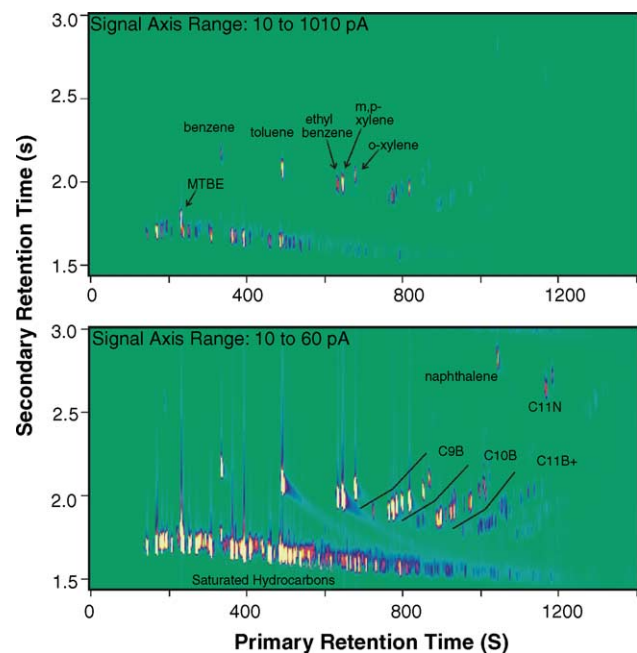 Secondary Retention Time (s)
3.0
2.5
2.0
1.5
Signal Axis Range: 10 to 1010 pA
benzene
toluene
ethyl
benzene
m,p-
xylene
o-xylene
MTBE
0
400
800
1200
3.0
2.5
2.0
1.5
Signal Axis Range: 10 to 60 pA
naphthalene
C11N
C9B
C10B
C11B+
Saturated Hydrocarbons
0
400
800
1200
Primary Retention Time (S)